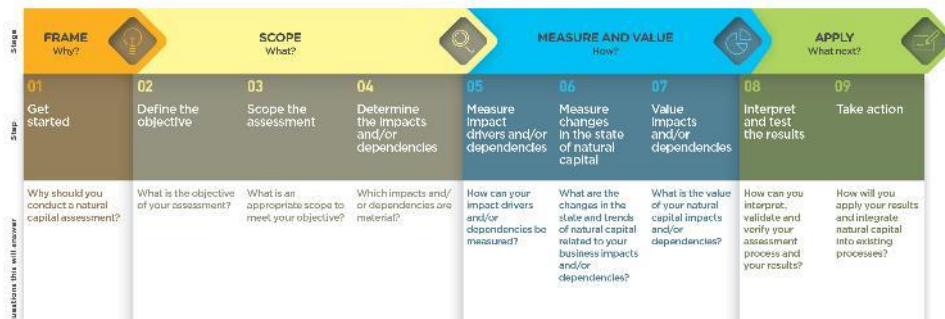 Stage
FRAME
Why?
SCOPE
What?
MEASURE AND VALUE
How?
APPLY
What next?
Step
01
Get
started
02
Define the
objective
03
Scope the
assessment
04
Determine
the impacts
and/or
dependencies
05
Measure
impact
drivers and/or
dependencies
06
Measure
changes
in the state
of natural
capital
07
Value
impacts
and/or
dependencies
08
Interpret
and test
the results
09
Take action
uestions this will answer
Why should you
conduct a natural
capital assessment?
What is the objective
of your assessment?
What is an
appropriate scope to
meet your objective?
Which impacts and/
or dependencies are
material?
How can your
impact drivers
and/or
dependencies be
measured?
What are the
changes in the
state and trends
of natural capital
related to your
business impacts
and/or
dependencies?
What is the value
of your natural
capital impacts
and/or
dependencies?
How can you
interpret,
validate and
verify your
assessment
process and
your results?
How will you
apply your results
and integrate
natural capital
into existing
processes?